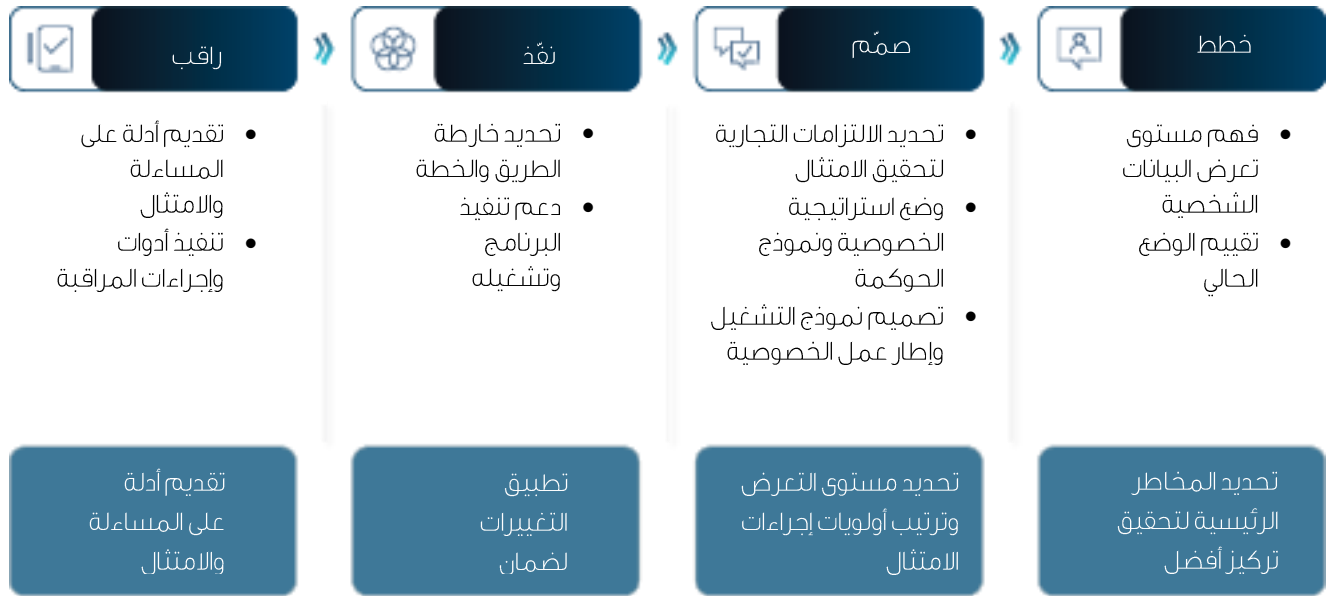 خطط
فهم مستوى
تعرض البيانات
الشخصية
تقييم الوضع
الحالي
تحديد المخاطر
الرئيسية لتحقيق
تركيز أفضل
صمّم
تحديد الالتزامات التجارية
لتحقيق الامتثال
وضع استراتيجية
الخصوصية ونموذج
الحوكمة
تصميم نموذج التشغيل
وإطار عمل الخصوصية
تحديد مستوى التعرض
وترتيب أولويات إجراءات
الامتثال
نفّذ
تحديد خارطة
الطريق والخطة
دعم تنفيذ
البرنامج
وتشغيله
تطبيق
التغييرات
لضمان
راقب
تقديم أدلة على
المساءلة
والامتثال
تنفيذ أدوات
وإجراءات المراقبة
تقديم أدلة
على المساءلة
والامتثال